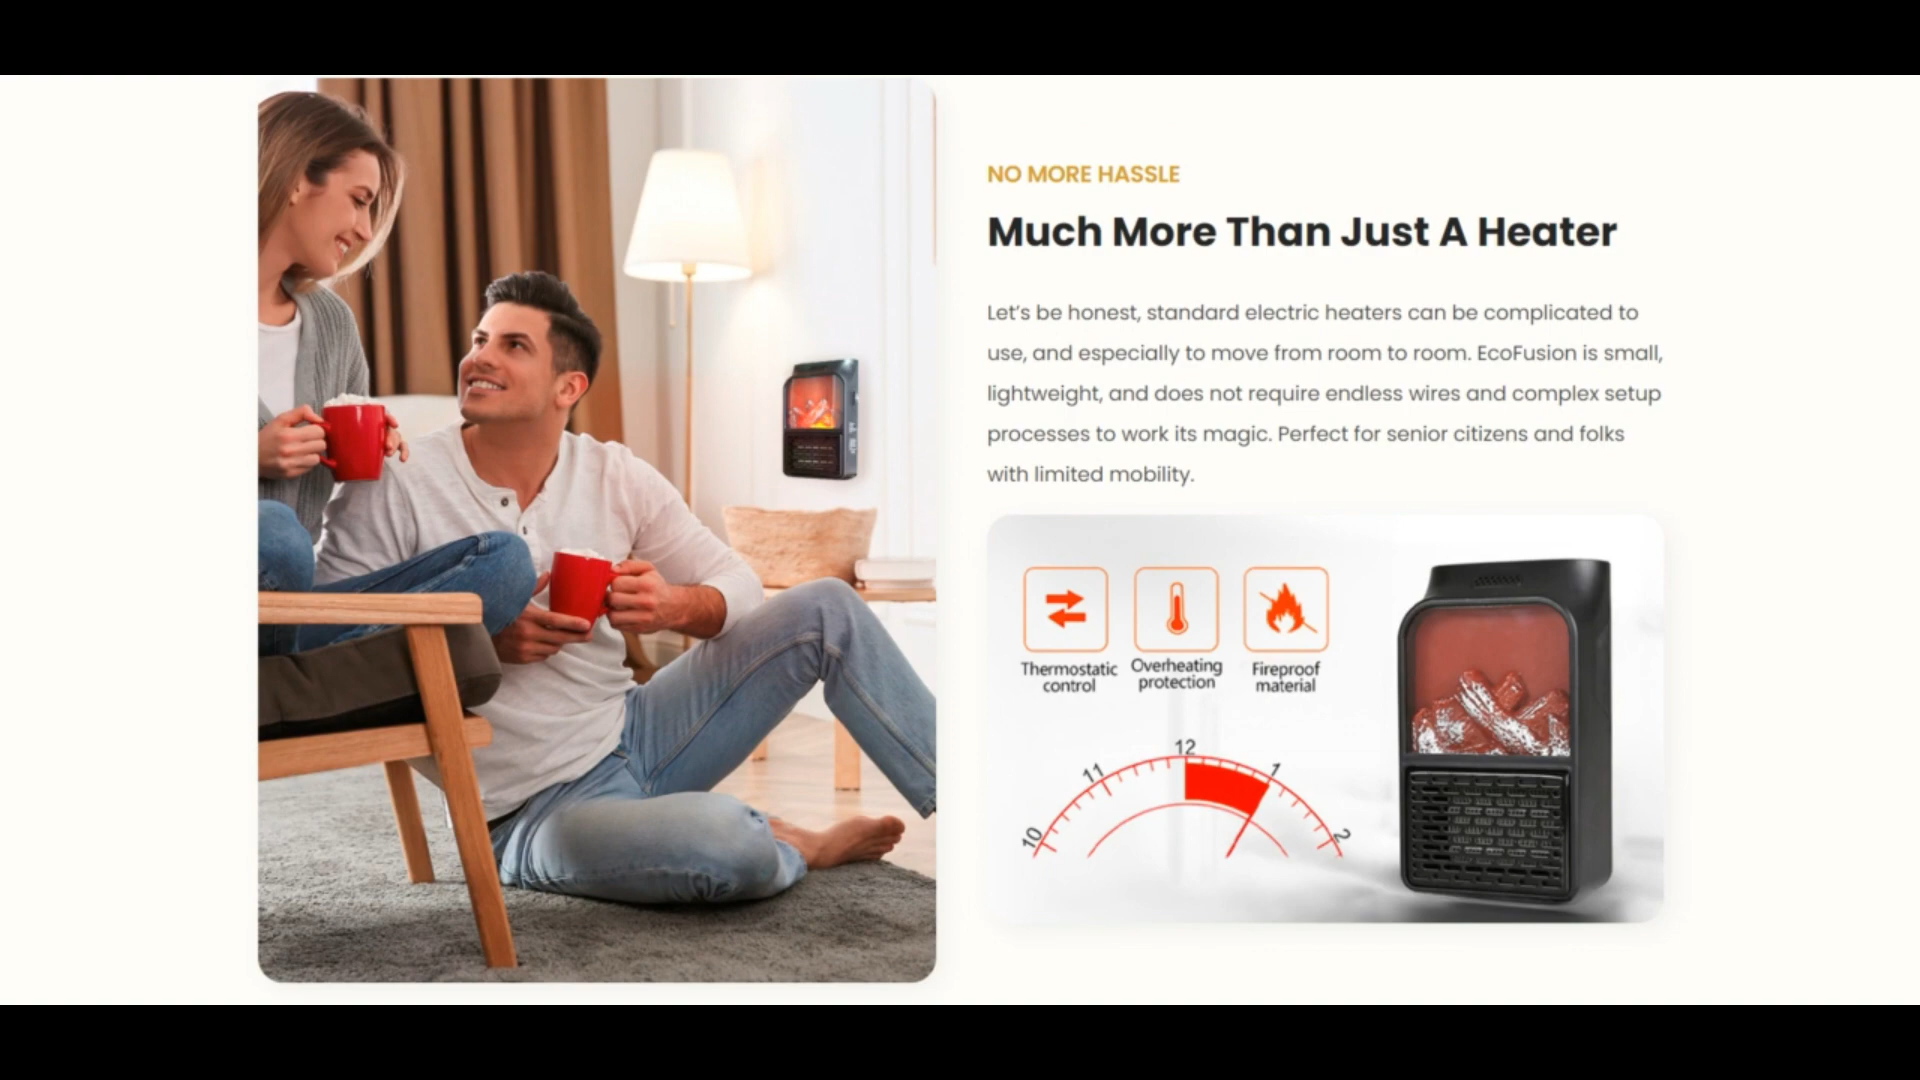 NO MORE HASSLE
Much More Than Just A Heater
Let's be honest, standard electric heaters can be complicated to
use, and especially to move from room to room. EcoFusion is small,
lightweight, and does not require endless wires and complex setup
processes to work its magic. Perfect for senior citizens and folks
with limited mobility.
Thermostatic control
Overheating protection
Fireproof material
10 11 12 1 2